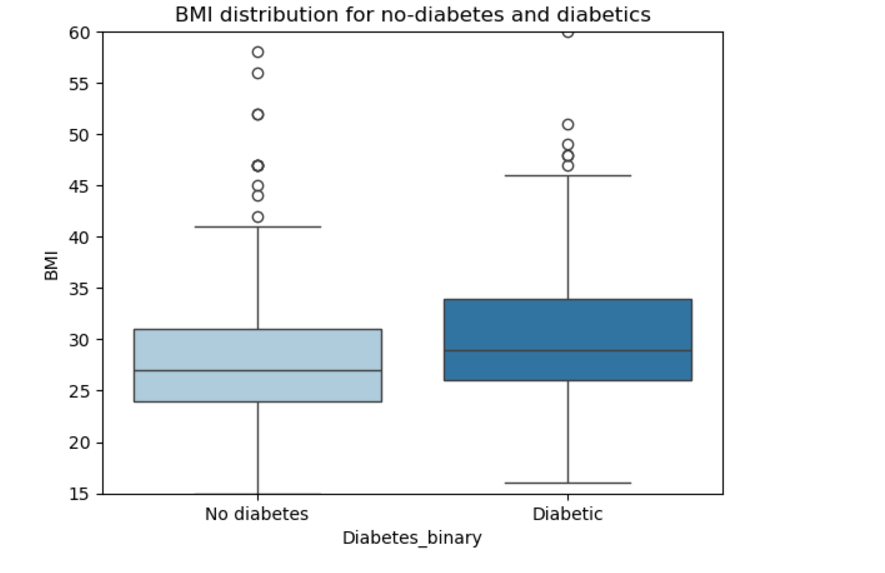 BMI distribution for no-diabetes and diabetics
60
55
50
45
40
35
30
25
20
15
BMI
No diabetes
Diabetic
Diabetes_binary